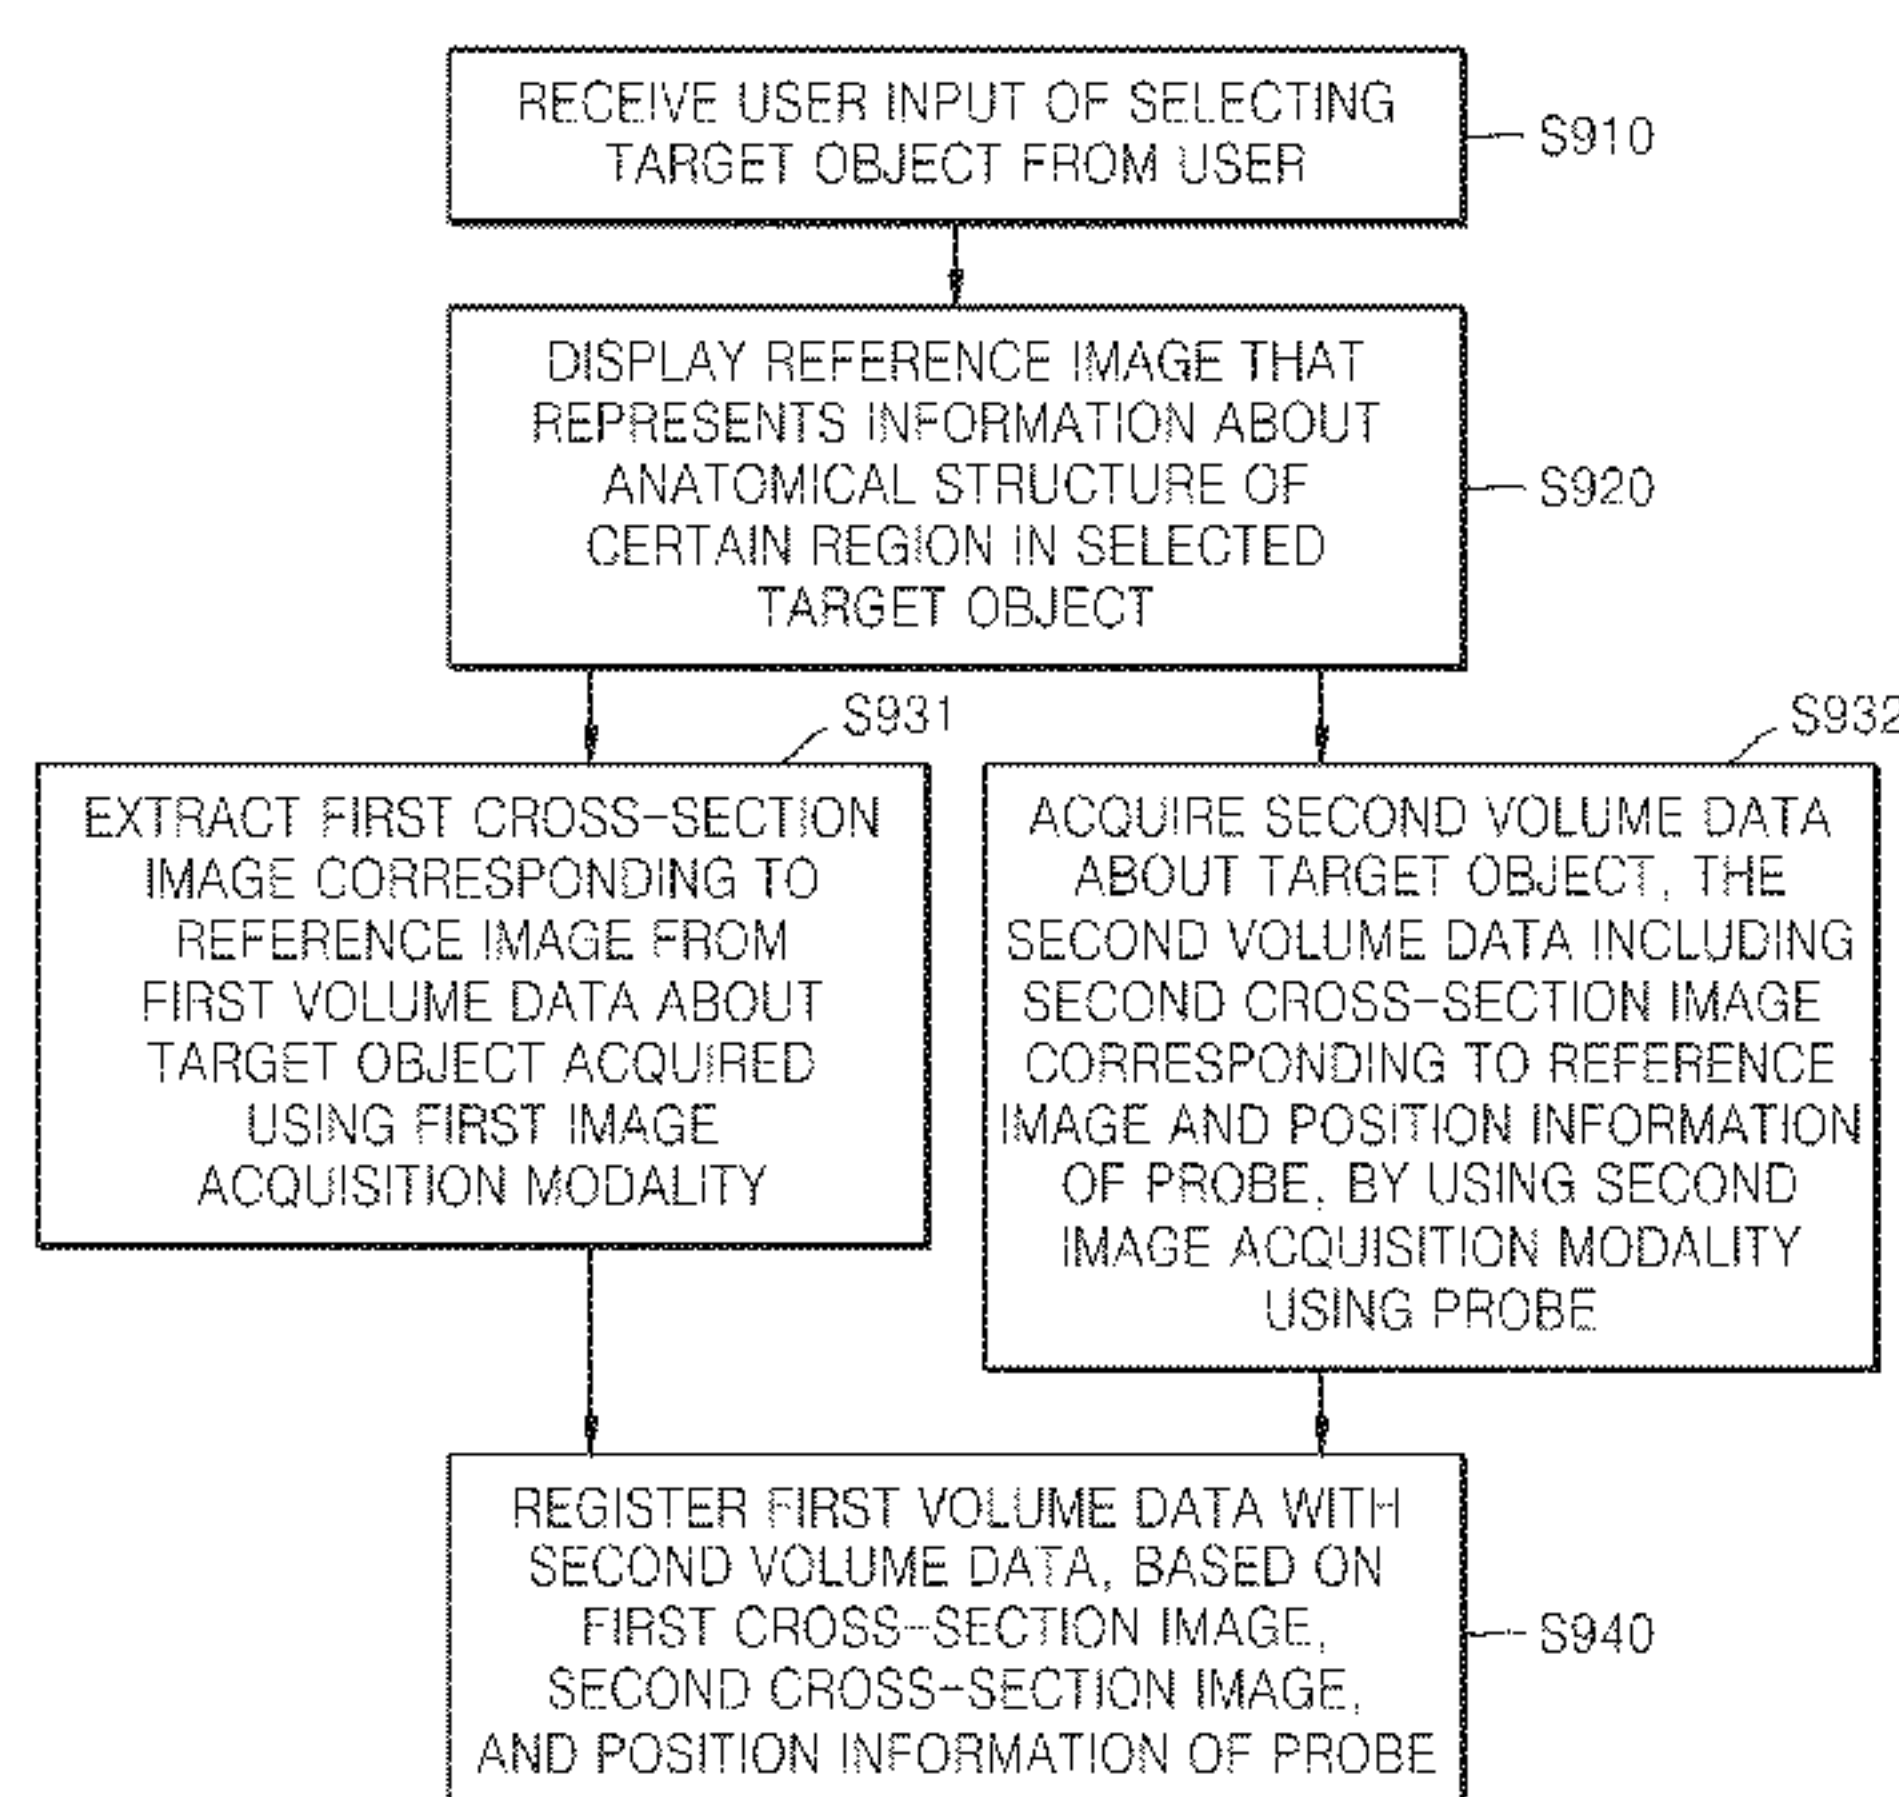 RECEIVE USER INPUT OF SELECTING
TARGET OBJECT FROM USER
S910
DISPLAY REFERENCE IMAGE THAT
REPRESENTS INFORMATION ABOUT
ANATOMICAL STRUCTURE OF
CERTAIN REGION IN SELECTED
TARGET OBJECT
S920
S931
EXTRACT FIRST CROSS-SECTION
IMAGE CORRESPONDING TO
REFERENCE IMAGE FROM
FIRST VOLUME DATA ABOUT
TARGET OBJECT ACQUIRED
USING FIRST IMAGE
ACQUISITION MODALITY
S932
ACQUIRE SECOND VOLUME DATA
ABOUT TARGET OBJECT, THE
SECOND VOLUME DATA INCLUDING
SECOND CROSS-SECTION IMAGE
CORRESPONDING TO REFERENCE
IMAGE AND POSITION INFORMATION
OF PROBE, BY USING SECOND
IMAGE ACQUISITION MODALITY
USING PROBE
REGISTER FIRST VOLUME DATA WITH
SECOND VOLUME DATA, BASED ON
FIRST CROSS-SECTION IMAGE,
SECOND CROSS-SECTION IMAGE,
AND POSITION INFORMATION OF PROBE
S940